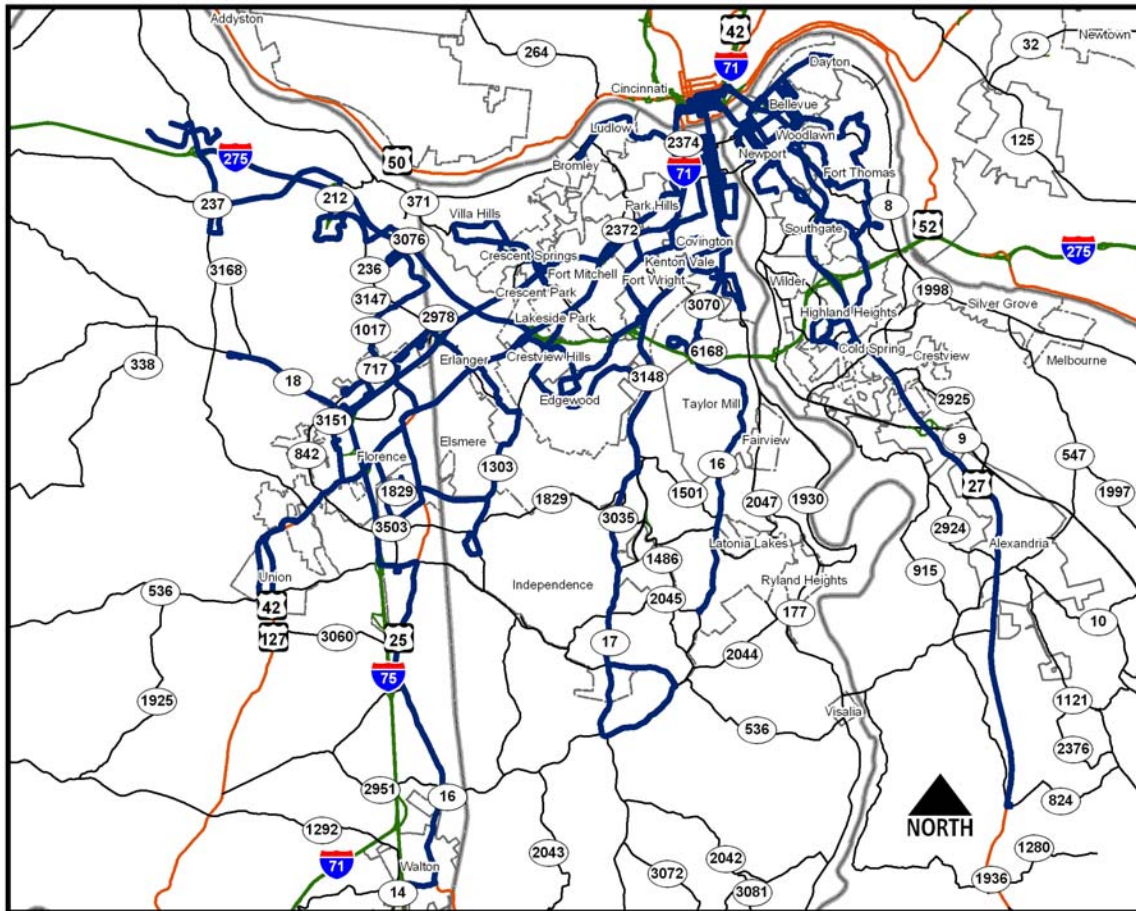 Addyston
42
32
Newtown
264
71
Dayton
Cincinnati
Bellevue
Ludlow
125
Woodlawn
2374
275
50
Bromley
Newport
71
Fort Thomas
237
212
371
Villa Hills
Park Hills
8
52
2372
Southgate
3076
Covington
275
Crescent Springs
Kenton Vale
3168
236
Fort Mitchell
Fort Wright
Wilder
1998
3147
Crescent Park
3070
Silver Grove
2978
Lakeside Park
Highland Heights
1017
338
Erlanger
Crestview Hills
6168
Cold Spring
Crestview
Melbourne
717
18
3148
Edgewood
Taylor Mill
2925
3151
Fairview
9
842
Florence
Elsmere
547
1303
16
27
1829
1829
1501
2047
1930
1997
3503
3035
2924
Latonia Lakes
Alexandria
1486
915
Union
Independence
Ryland Heights
536
2045
42
177
10
127
3060
25
17
2044
75
1925
Visalia
1121
536
2376
2951
16
824
NORTH
1292
71
Walton
2043
2042
1280
14
3072
3081
1936